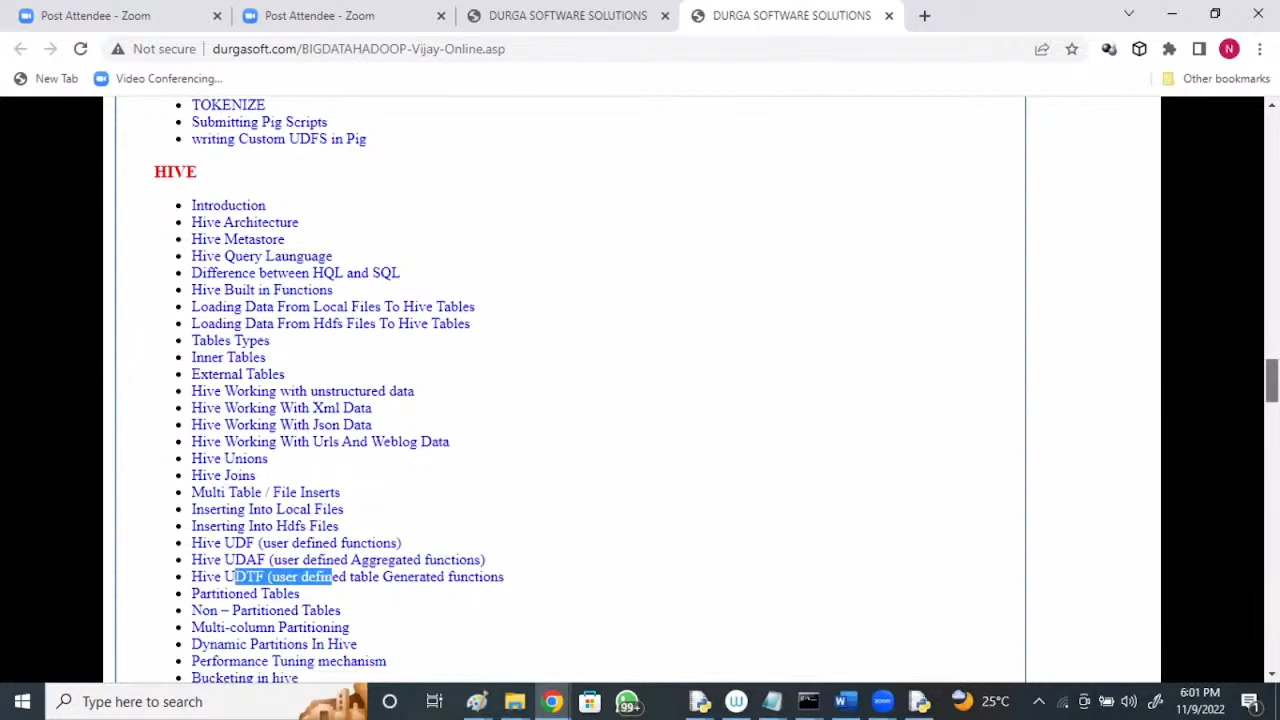 Post Attendee - Zoom
Post Attendee - Zoom
DURGA SOFTWARE SOLUTIONS
DURGA SOFTWARE SOLUTIONS
Not secure
durgasoft.com/BIGDATAHADOOP-Vijay-Online.asp
N
New Tab
Video Conferencing...
Other bookmarks
TOKENIZE
Submitting Pig Scripts
writing Custom UDFS in Pig
HIVE
Introduction
Hive Architecture
Hive Metastore
Hive Query Launguage
Difference between HQL and SQL
Hive Built in Functions
Loading Data From Local Files To Hive Tables
Loading Data From Hdfs Files To Hive Tables
Tables Types
Inner Tables
External Tables
Hive Working with unstructured data
Hive Working With Xml Data
Hive Working With Json Data
Hive Working With Urls And Weblog Data
Hive Unions
Hive Joins
Multi Table / File Inserts
Inserting Into Local Files
Inserting Into Hdfs Files
Hive UDF (user defined functions)
Hive UDAF (user defined Aggregated functions)
Hive UDTF (user defined table Generated functions
Partitioned Tables
Non – Partitioned Tables
Multi-column Partitioning
Dynamic Partitions In Hive
Performance Tuning mechanism
Bucketing in hive
Type here to search
99+
W
zoom
25°C
6:01 PM
11/9/2022